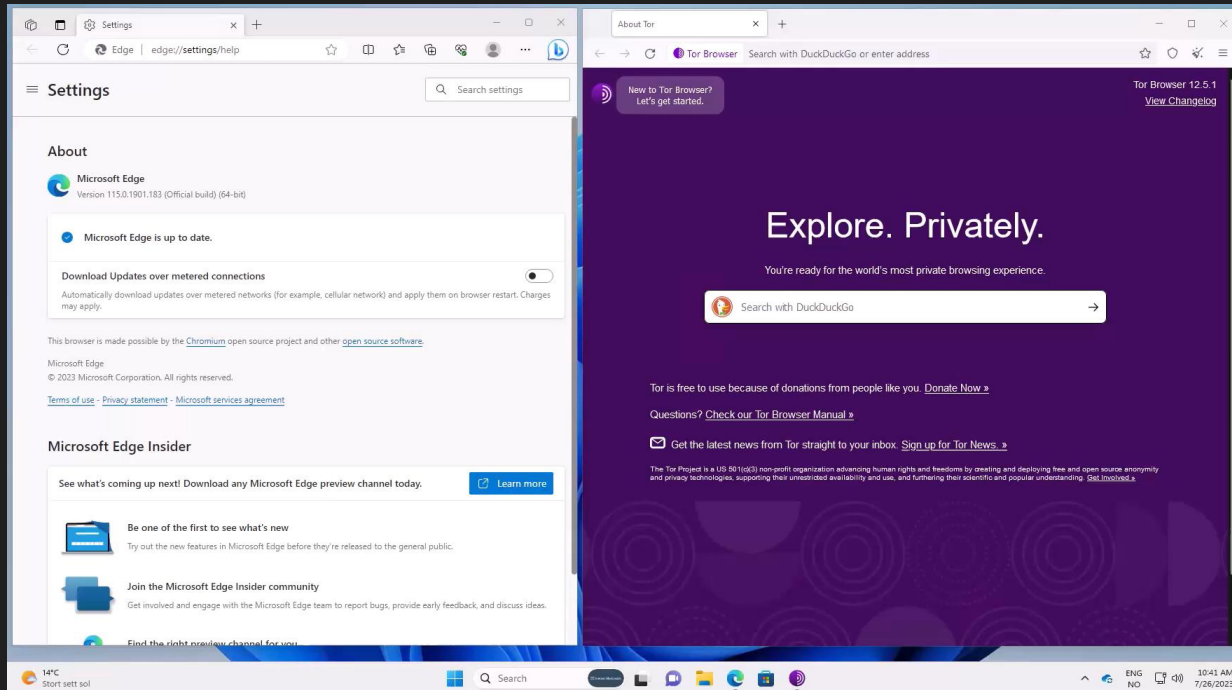 Settings
Edge
edge://settings/help
Settings
Search settings
About
Microsoft Edge
Version 115.0.1901.183 (Official build) (64-bit)
Microsoft Edge is up to date.
Download Updates over metered connections
Automatically download updates over metered networks (for example, cellular network) and apply them on browser restart. Charges
may apply.
This browser is made possible by the Chromium open source project and other open source software.
Microsoft Edge
© 2023 Microsoft Corporation. All rights reserved.
Terms of use - Privacy statement - Microsoft services agreement
Microsoft Edge Insider
See what's coming up next! Download any Microsoft Edge preview channel today.
Learn more
Be one of the first to see what's new
Try out the new features in Microsoft Edge before they're released to the general public.
Join the Microsoft Edge Insider community
Get involved and engage with the Microsoft Edge team to report bugs, provide early feedback, and discuss ideas.
Find the right preview channel for you
About Tor
Tor Browser
Search with DuckDuckGo or enter address
New to Tor Browser?
Let's get started.
Tor Browser 12.5.1
View Changelog
Explore. Privately.
You're ready for the world's most private browsing experience.
Search with DuckDuckGo
Tor is free to use because of donations from people like you. Donate Now »
Questions? Check our Tor Browser Manual »
Get the latest news from Tor straight to your inbox. Sign up for Tor News. »
The Tor Project is a US 501(c)(3) non-profit organization advancing human rights and freedoms by creating and deploying free and open source anonymity
and privacy technologies, supporting their unrestricted availability and use, and furthering their scientific and popular understanding. Get Involved »
14°C
Stort sett sol
Search
ENG
NO
10:41 AM